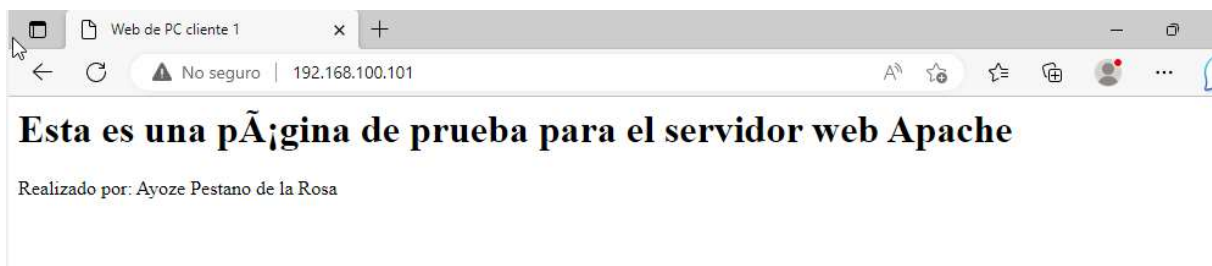 Web de PC cliente 1
No seguro | 192.168.100.101
Esta es una pÃ¡gina de prueba para el servidor web Apache
Realizado por: Ayoze Pestano de la Rosa